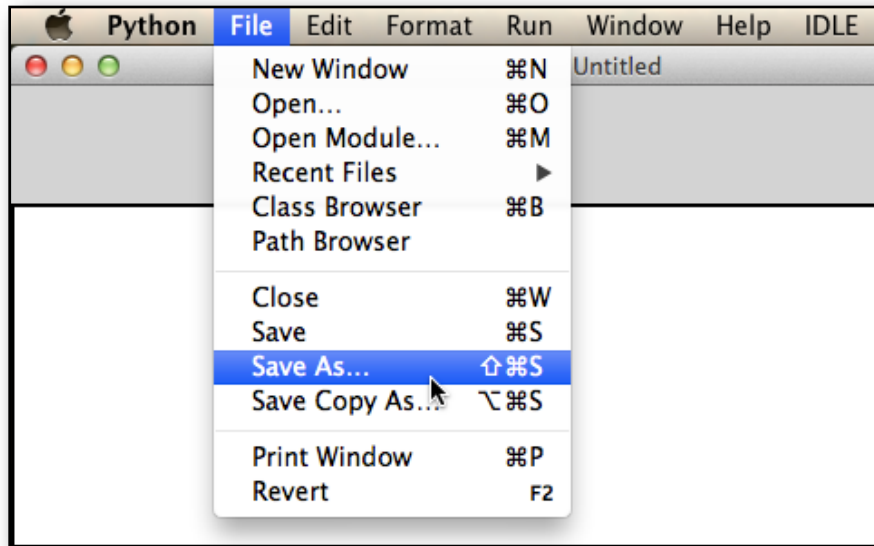 Python File Edit Format Run Window Help IDLE
Untitled
New Window ⌘N
Open... ⌘O
Open Module... ⌘M
Recent Files ▶
Class Browser ⌘B
Path Browser
Close ⌘W
Save ⌘S
Save As... ⇧⌘S
Save Copy As... ⌥⌘S
Print Window ⌘P
Revert F2